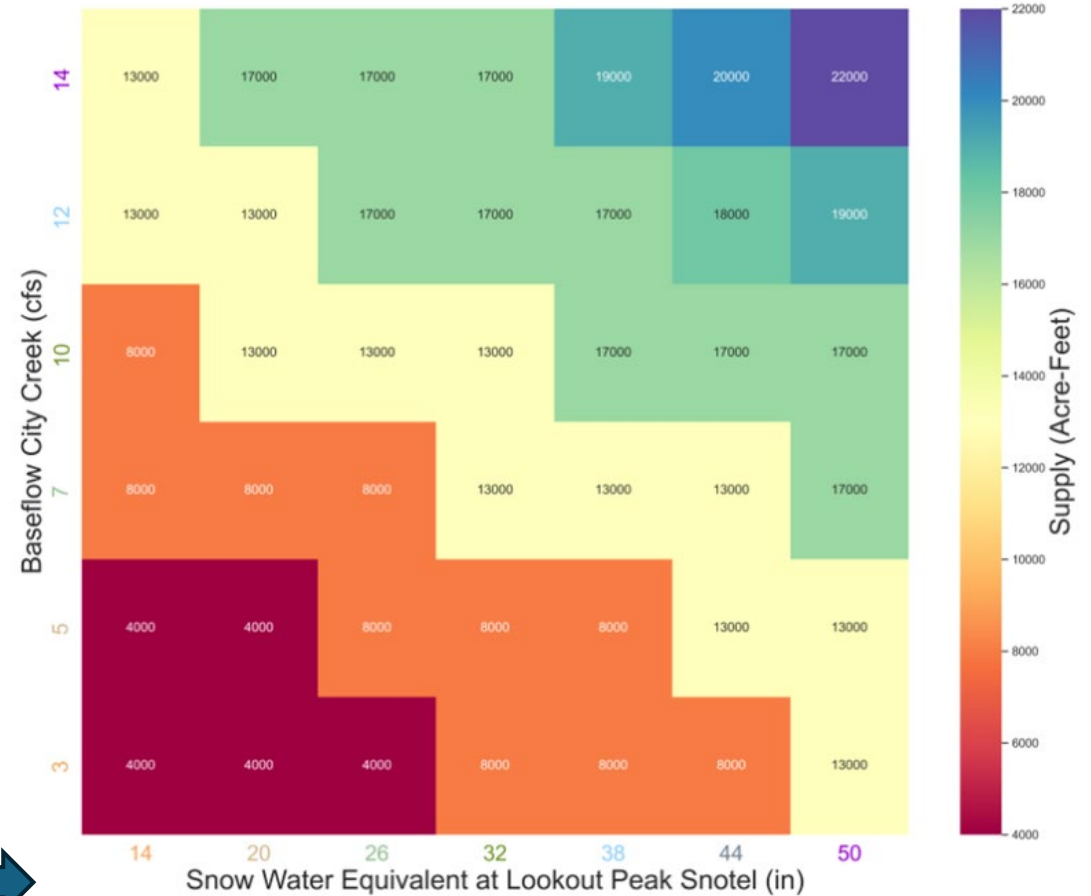 22000
14 13000 17000 17000 17000 19000 20000 22000
20000
12 13000 13000 17000 17000 17000 18000 19000
18000
16000
10 8000 13000 13000 13000 17000 17000 17000
14000
7 8000 8000 8000 13000 13000 13000 17000
12000
10000
5 4000 4000 8000 8000 8000 13000 13000
8000
3 4000 4000 4000 8000 8000 8000 13000
6000
4000
Baseflow City Creek (cfs)
Supply (Acre-Feet)
14 20 26 32 38 44 50
Snow Water Equivalent at Lookout Peak Snotel (in)